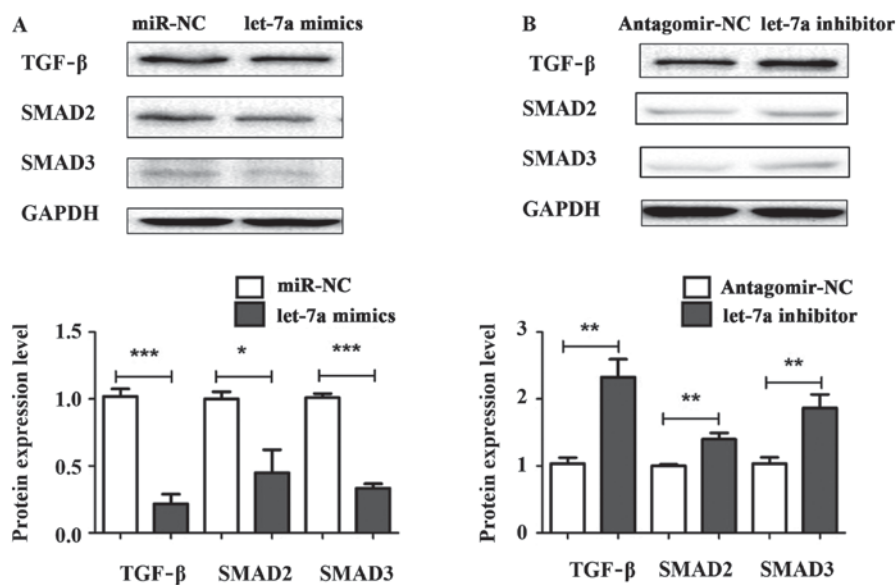 A
miR-NC let-7a mimics
TGF-β
SMAD2
SMAD3
GAPDH
miR-NC
let-7a mimics
Protein expression level
1.5
1.0
0.5
0.0
*** * ***
TGF-β SMAD2 SMAD3
B
Antagomir-NC let-7a inhibitor
TGF-β
SMAD2
SMAD3
GAPDH
Antagomir-NC
let-7a inhibitor
Protein expression level
3
2
1
0
** ** **
TGF-β SMAD2 SMAD3